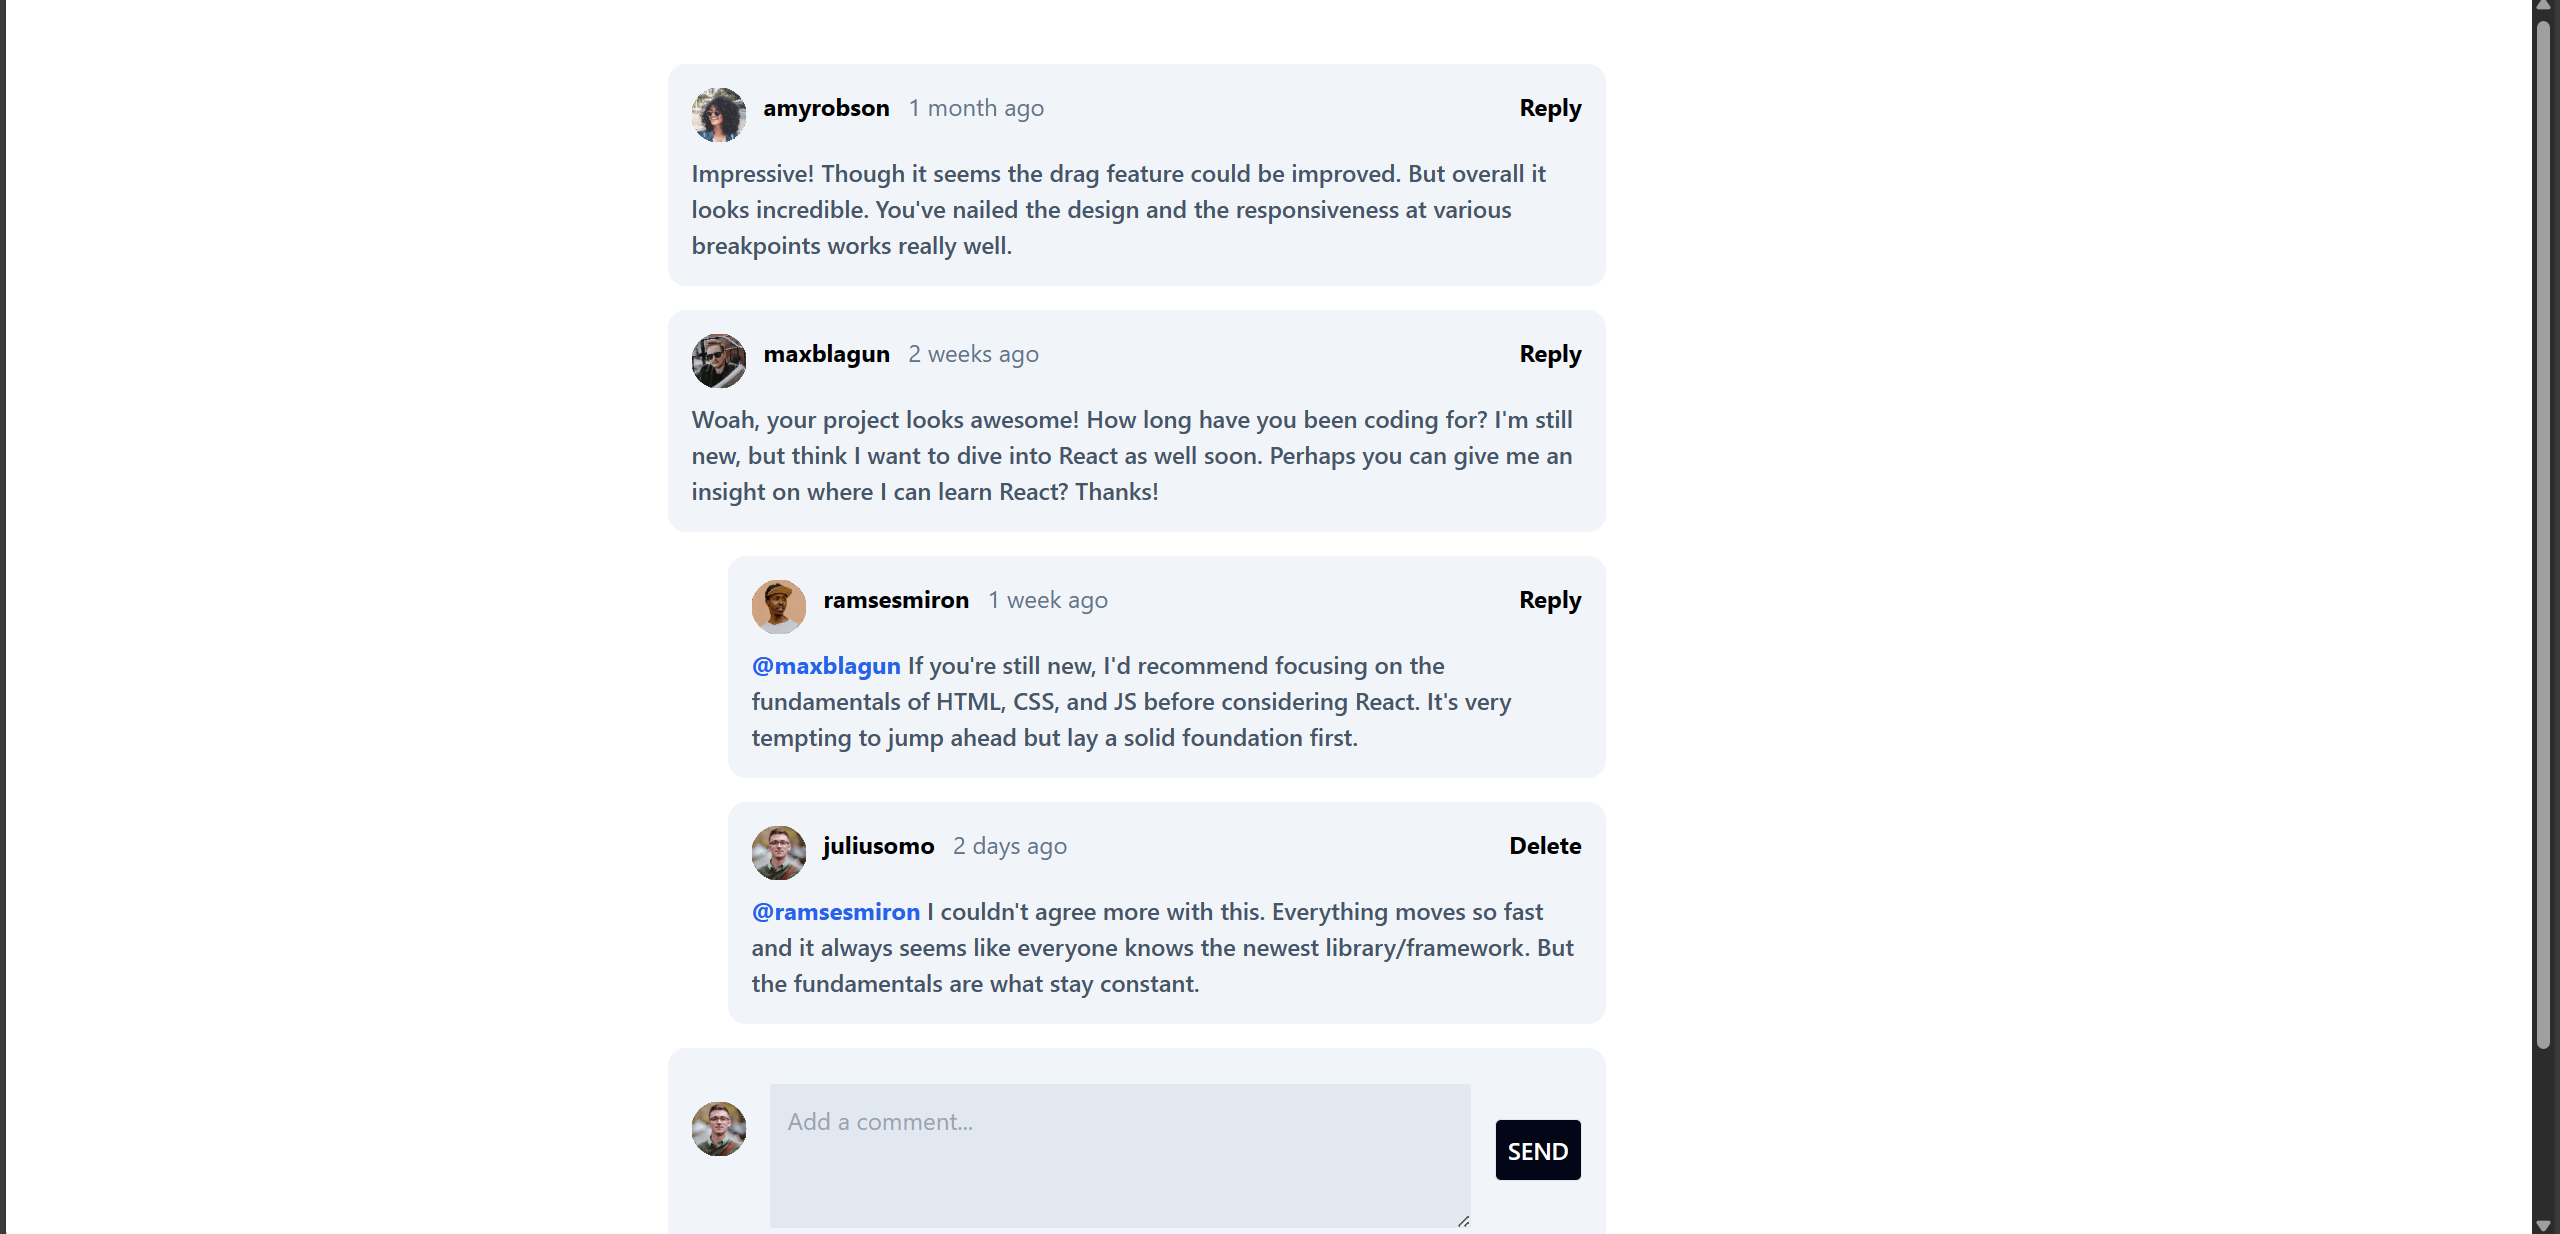 amyrobson 1 month ago Reply
Impressive! Though it seems the drag feature could be improved. But overall it
looks incredible. You've nailed the design and the responsiveness at various
breakpoints works really well.
maxblagun 2 weeks ago Reply
Woah, your project looks awesome! How long have you been coding for? I'm still
new, but think I want to dive into React as well soon. Perhaps you can give me an
insight on where I can learn React? Thanks!
ramsesmiron 1 week ago Reply
@maxblagun If you're still new, I'd recommend focusing on the
fundamentals of HTML, CSS, and JS before considering React. It's very
tempting to jump ahead but lay a solid foundation first.
juliusomo 2 days ago Delete
@ramsesmiron I couldn't agree more with this. Everything moves so fast
and it always seems like everyone knows the newest library/framework. But
the fundamentals are what stay constant.
Add a comment...
SEND